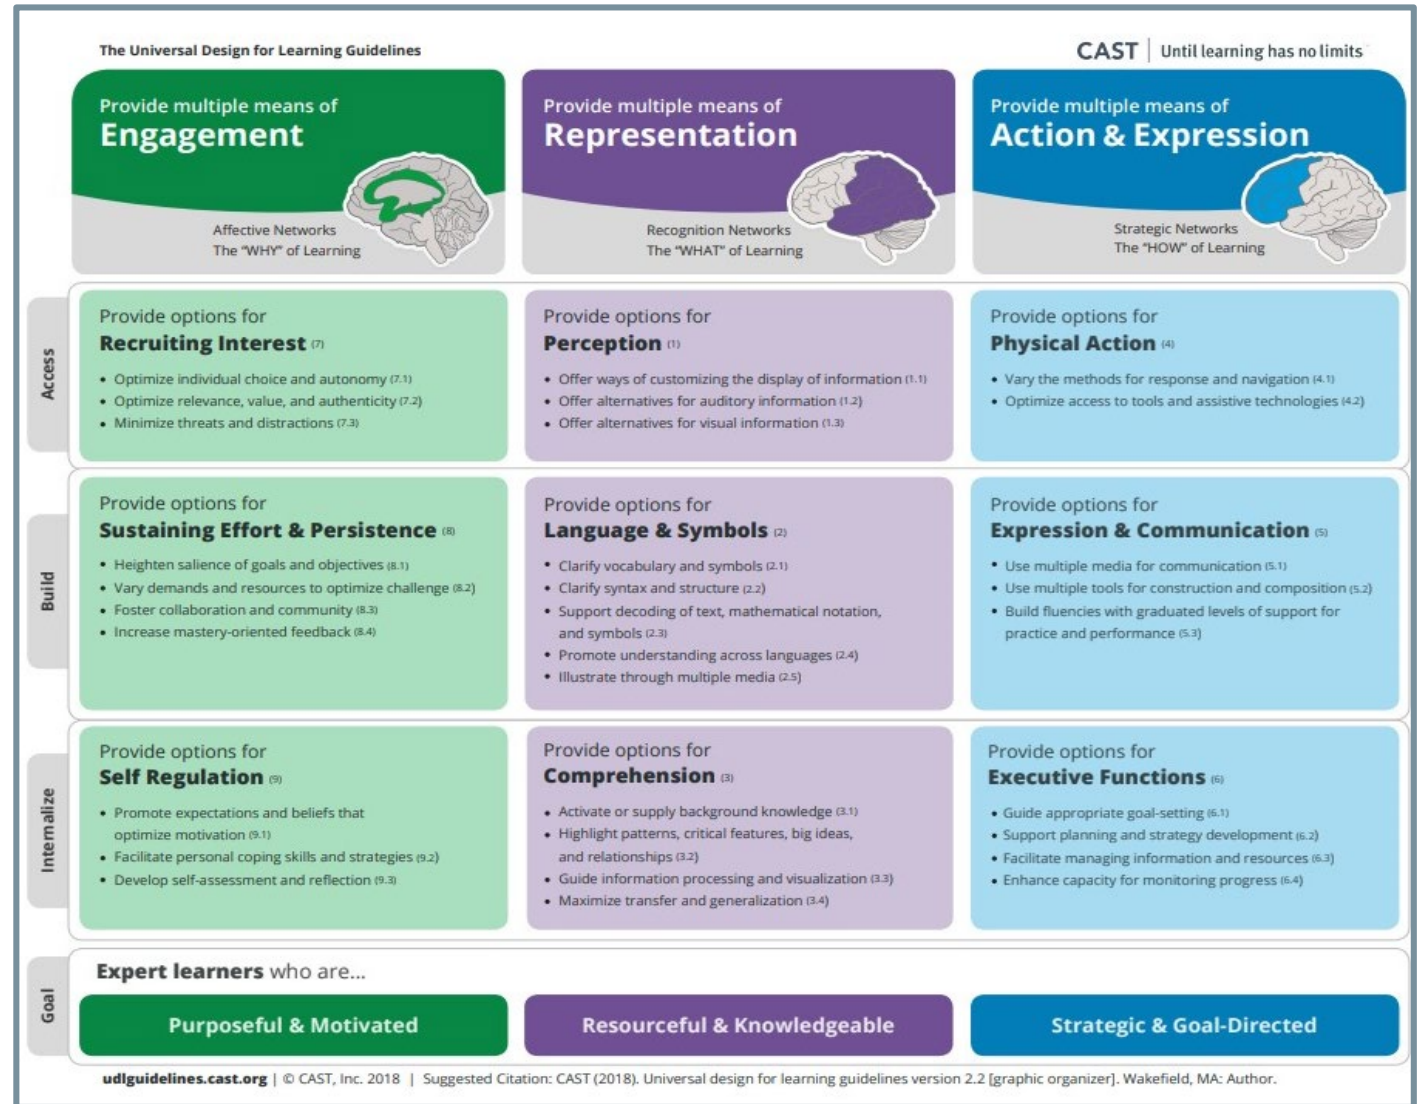 The Universal Design for Learning Guidelines
CAST | Until learning has no limits
Provide multiple means of
Engagement
Affective Networks
The “WHY” of Learning
Provide multiple means of
Representation
Recognition Networks
The “WHAT” of Learning
Provide multiple means of
Action & Expression
Strategic Networks
The “HOW” of Learning
Access
Provide options for
Recruiting Interest (7)
• Optimize individual choice and autonomy (7.1)
• Optimize relevance, value, and authenticity (7.2)
• Minimize threats and distractions (7.3)
Provide options for
Perception (1)
• Offer ways of customizing the display of information (1.1)
• Offer alternatives for auditory information (1.2)
• Offer alternatives for visual information (1.3)
Provide options for
Physical Action (4)
• Vary the methods for response and navigation (4.1)
• Optimize access to tools and assistive technologies (4.2)
Build
Provide options for
Sustaining Effort & Persistence (8)
• Heighten salience of goals and objectives (8.1)
• Vary demands and resources to optimize challenge (8.2)
• Foster collaboration and community (8.3)
• Increase mastery-oriented feedback (8.4)
Provide options for
Language & Symbols (2)
• Clarify vocabulary and symbols (2.1)
• Clarify syntax and structure (2.2)
• Support decoding of text, mathematical notation,
and symbols (2.3)
• Promote understanding across languages (2.4)
• Illustrate through multiple media (2.5)
Provide options for
Expression & Communication (5)
• Use multiple media for communication (5.1)
• Use multiple tools for construction and composition (5.2)
• Build fluencies with graduated levels of support for
practice and performance (5.3)
Internalize
Provide options for
Self Regulation (9)
• Promote expectations and beliefs that
optimize motivation (9.1)
• Facilitate personal coping skills and strategies (9.2)
• Develop self-assessment and reflection (9.3)
Provide options for
Comprehension (3)
• Activate or supply background knowledge (3.1)
• Highlight patterns, critical features, big ideas,
and relationships (3.2)
• Guide information processing and visualization (3.3)
• Maximize transfer and generalization (3.4)
Provide options for
Executive Functions (6)
• Guide appropriate goal-setting (6.1)
• Support planning and strategy development (6.2)
• Facilitate managing information and resources (6.3)
• Enhance capacity for monitoring progress (6.4)
Goal
Expert learners who are...
Purposeful & Motivated
Resourceful & Knowledgeable
Strategic & Goal-Directed
udlguidelines.cast.org | © CAST, Inc. 2018 | Suggested Citation: CAST (2018). Universal design for learning guidelines version 2.2 [graphic organizer]. Wakefield, MA: Author.